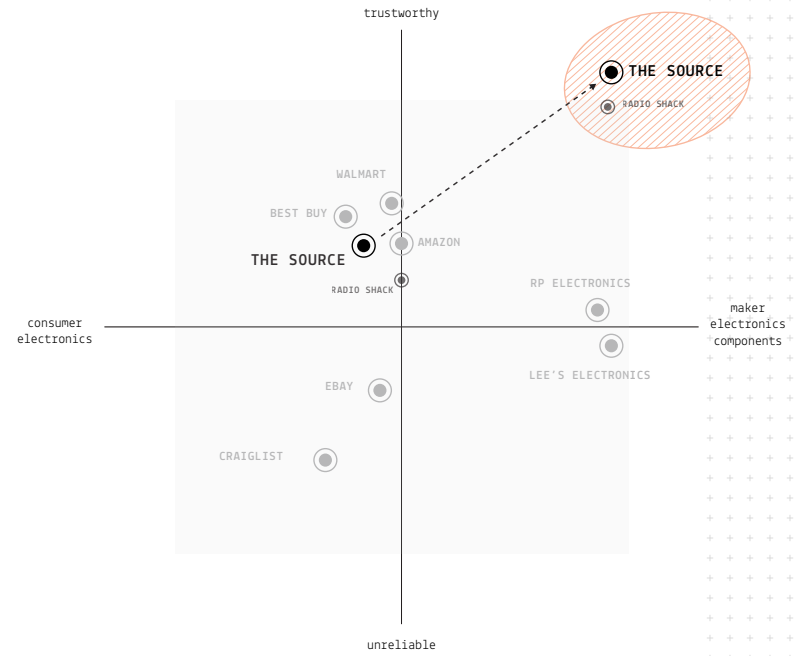 trustworthy
THE SOURCE
RADIO SHACK
WALMART
BEST BUY
AMAZON
THE SOURCE
RADIO SHACK
RP ELECTRONICS
consumer
electronics
maker
electronics
components
LEE'S ELECTRONICS
EBAY
CRAIGLIST
unreliable